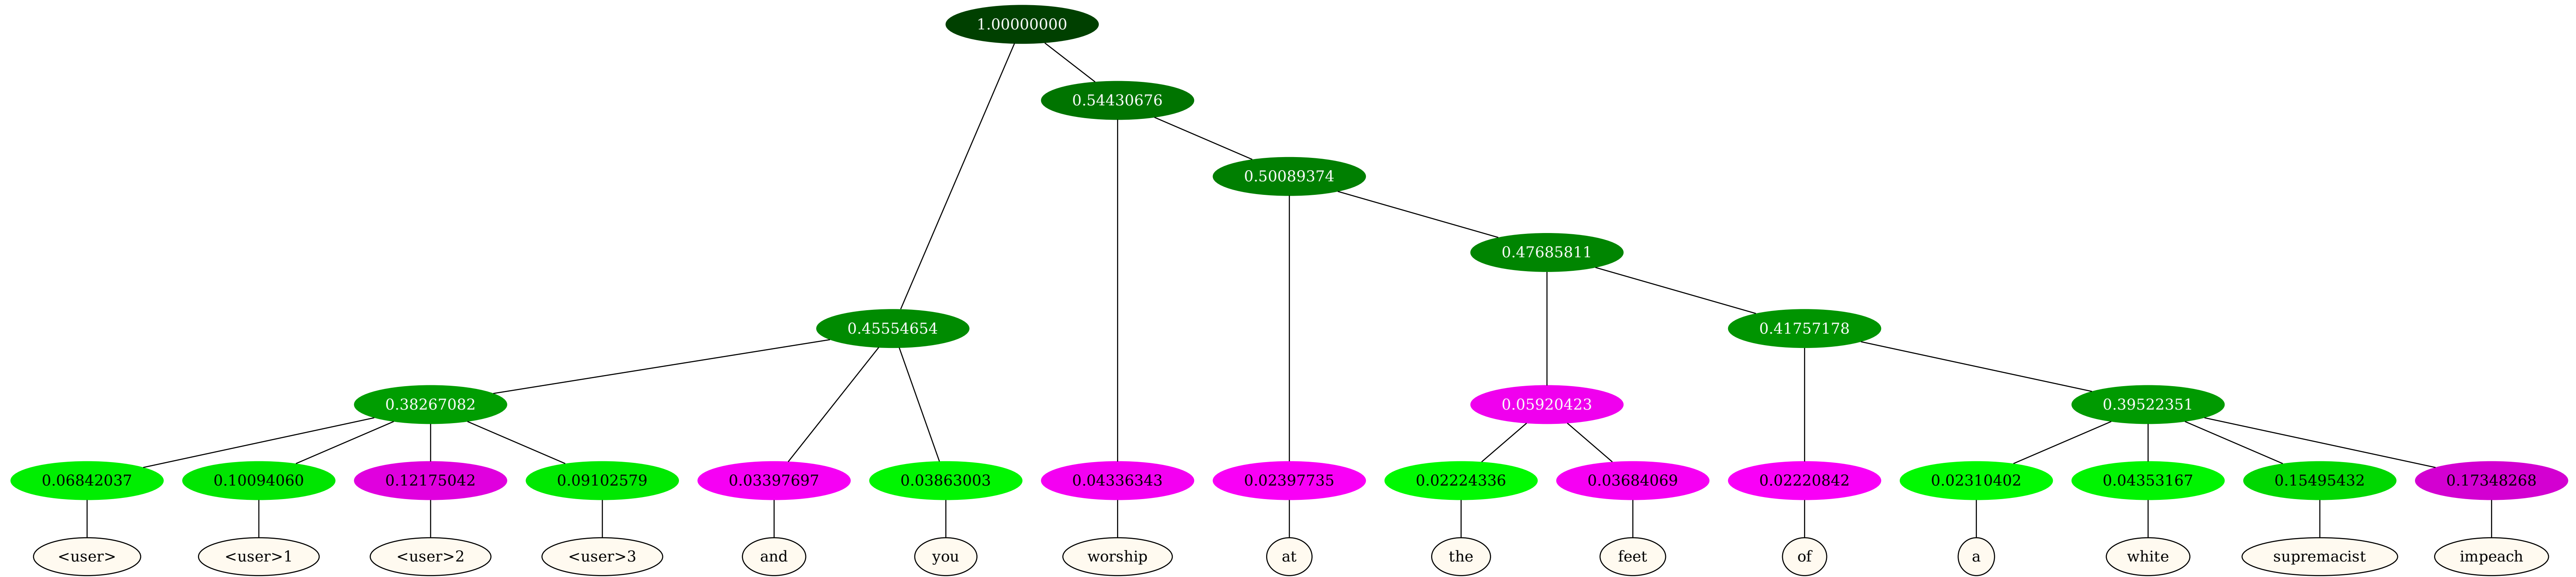 1.00000000
0.54430676
0.50089374
0.47685811
0.45554654 0.41757178
0.38267082 0.05920423 0.39522351
0.06842037 0.10094060 0.12175042 0.09102579 0.03397697 0.03863003 0.04336343 0.02397735 0.02224336 0.03684069 0.02220842 0.02310402 0.04353167 0.15495432 0.17348268
<user> <user>1 <user>2 <user>3 and you worship at the feet of a white supremacist impeach